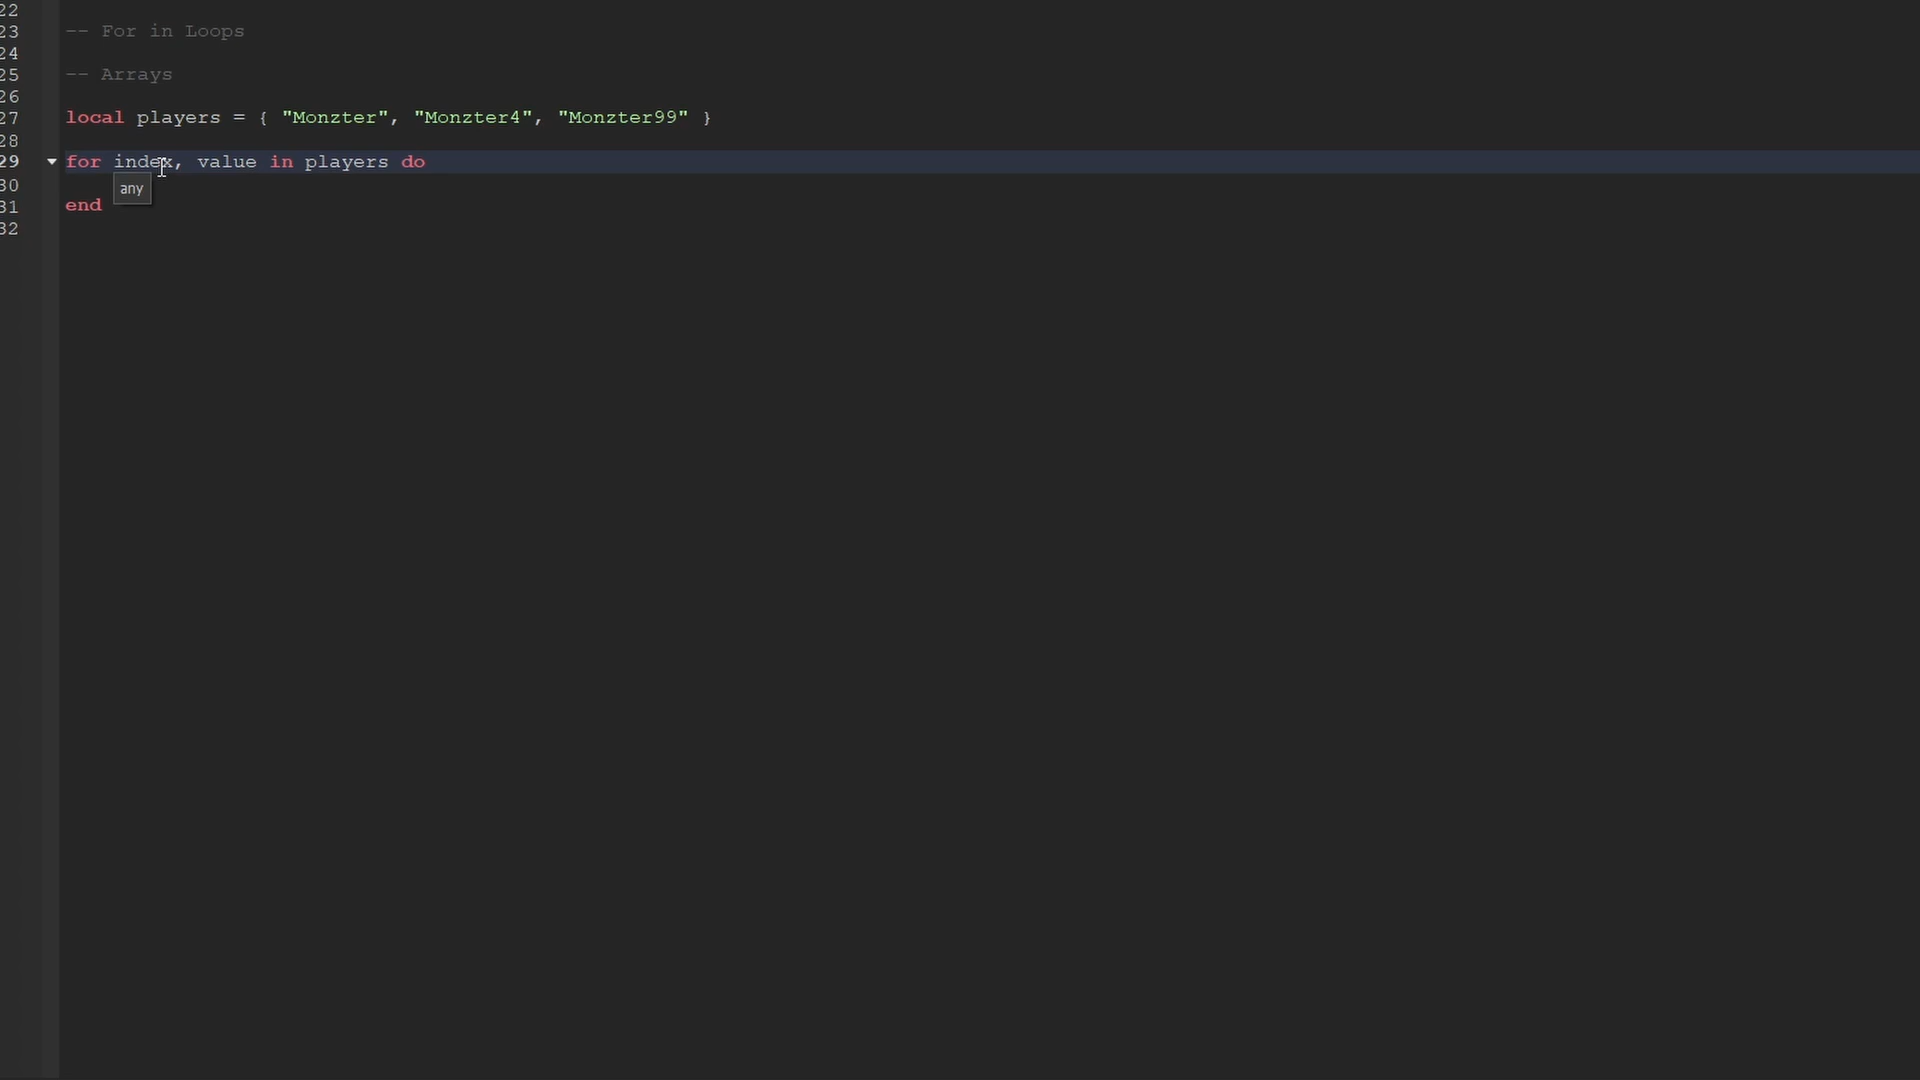 22
23 -- For in Loops
24
25 -- Arrays
26
27 local players = { "Monzter", "Monzter4", "Monzter99" }
28
29 for index, value in players do
30 any
31 end
32